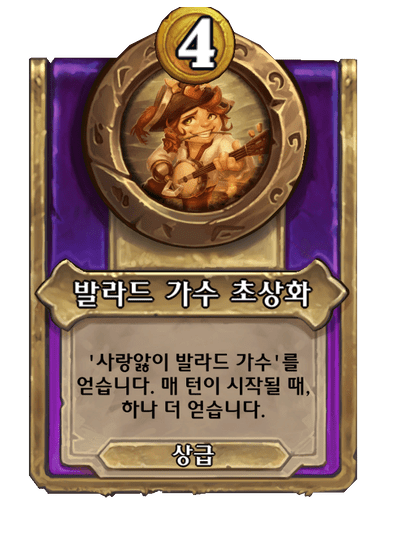 4
발라드 가수 초상화
'사랑앓이 발라드 가수'를
얻습니다. 매 턴이 시작될 때,
하나 더 얻습니다.
상급